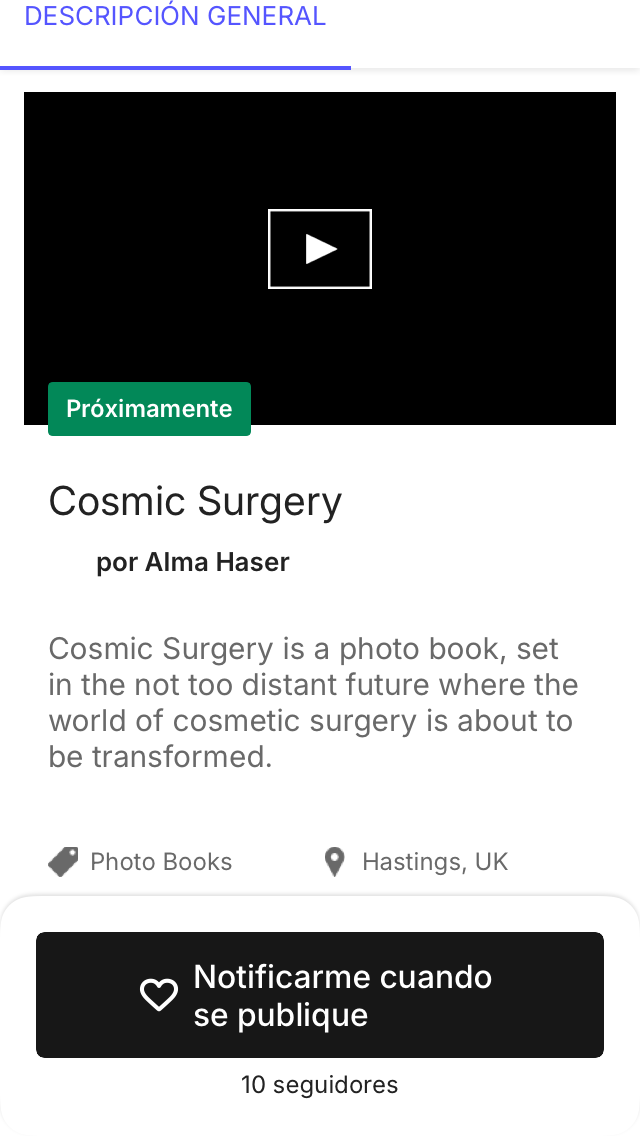 DESCRIPCIÓN GENERAL
Próximamente
Cosmic Surgery
por Alma Haser
Cosmic Surgery is a photo book, set
in the not too distant future where the
world of cosmetic surgery is about to
be transformed.
Photo Books
Hastings, UK
Notificarme cuando
se publique
10 seguidores